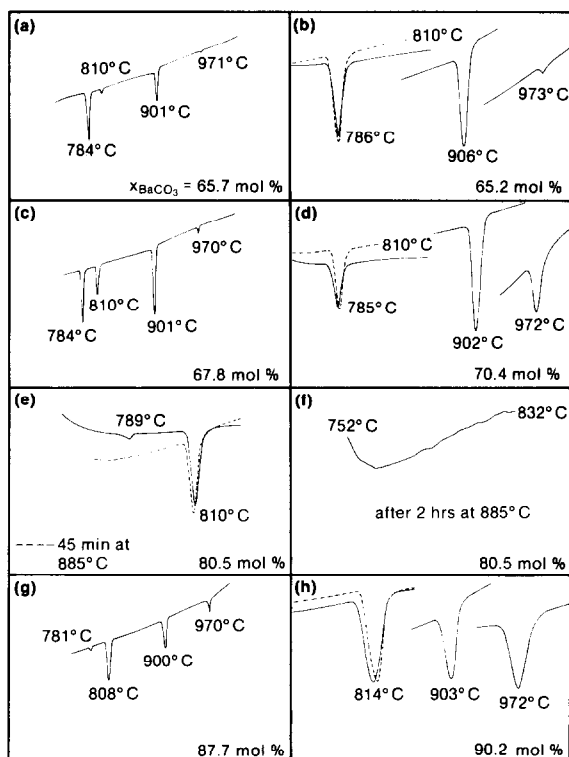 (a)
810° C
971° C
901° C
784° C
x BaCO₃ = 65.7 mol %
(b)
810° C
786° C
906° C
973° C
65.2 mol %
(c)
970° C
810° C
784° C
901° C
67.8 mol %
(d)
810° C
785° C
902° C
972° C
70.4 mol %
(e)
789° C
810° C
---- 45 min at
885° C
80.5 mol %
(f)
752° C
832° C
after 2 hrs at 885° C
80.5 mol %
(g)
781° C
970° C
900° C
808° C
87.7 mol %
(h)
814° C
903° C
972° C
90.2 mol %